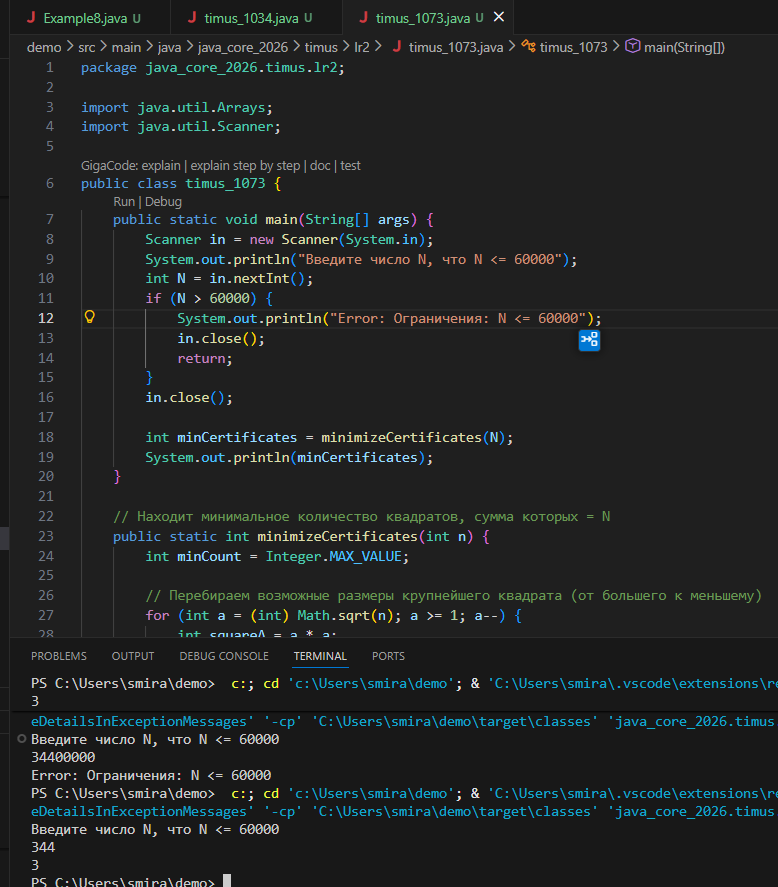 Example8.java U
timus_1034.java U
timus_1073.java U
demo > src > main > java > java_core_2026 > timus > lr2 > timus_1073.java > timus_1073 > main(String[])
1 package java_core_2026.timus.lr2;
2
3 import java.util.Arrays;
4 import java.util.Scanner;
5
GigaCode: explain | explain step by step | doc | test
6 public class timus_1073 {
Run | Debug
7 public static void main(String[] args) {
8 Scanner in = new Scanner(System.in);
9 System.out.println("Введите число N, что N <= 60000");
10 int N = in.nextInt();
11 if (N > 60000) {
12 System.out.println("Error: Ограничения: N <= 60000");
13 in.close();
14 return;
15 }
16 in.close();
17
18 int minCertificates = minimizeCertificates(N);
19 System.out.println(minCertificates);
20 }
21
22 // Находит минимальное количество квадратов, сумма которых = N
23 public static int minimizeCertificates(int n) {
24 int minCount = Integer.MAX_VALUE;
25
26 // Перебираем возможные размеры крупнейшего квадрата (от большего к меньшему)
27 for (int a = (int) Math.sqrt(n); a >= 1; a--) {
28 int squareA = a * a;
PROBLEMS OUTPUT DEBUG CONSOLE TERMINAL PORTS
PS C:\Users\smira\demo> c:; cd 'c:\Users\smira\demo'; & 'C:\Users\smira\.vscode\extensions\re
3
eDetailsInExceptionMessages' '-cp' 'C:\Users\smira\demo\target\classes' 'java_core_2026.timus
Введите число N, что N <= 60000
34400000
Error: Ограничения: N <= 60000
PS C:\Users\smira\demo> c:; cd 'c:\Users\smira\demo'; & 'C:\Users\smira\.vscode\extensions\re
eDetailsInExceptionMessages' '-cp' 'C:\Users\smira\demo\target\classes' 'java_core_2026.timus
Введите число N, что N <= 60000
344
3
PS C:\Users\smira\demo>